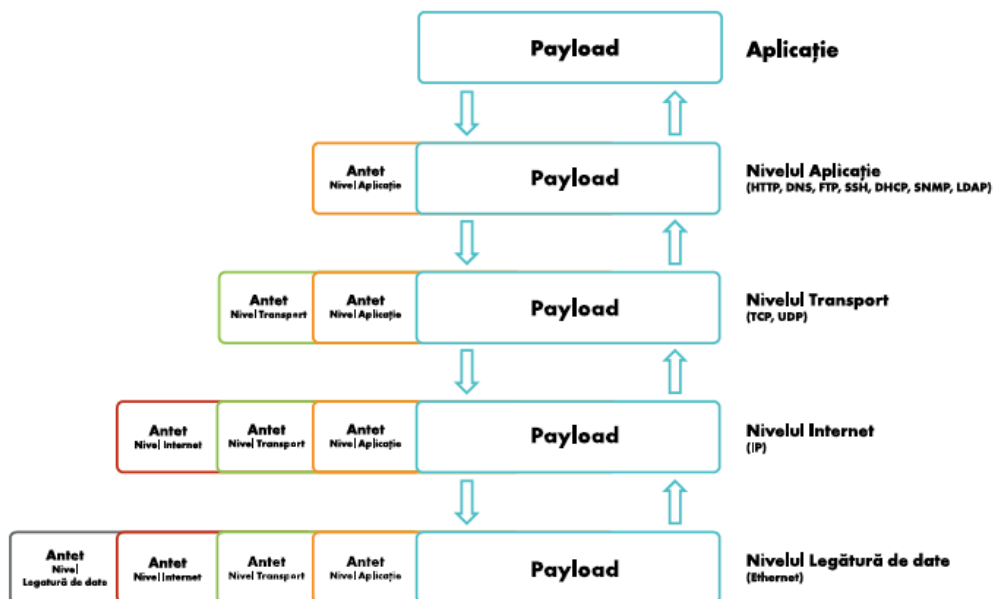 Payload
Aplicație
Antet
Nivel Aplicație
Payload
Nivelul Aplicație
(HTTP, DNS, FTP, SSH, DHCP, SNMP, LDAP)
Antet
Nivel Transport
Antet
Nivel Aplicație
Payload
Nivelul Transport
(TCP, UDP)
Antet
Nivel Internet
Antet
Nivel Transport
Antet
Nivel Aplicație
Payload
Nivelul Internet
(IP)
Antet
Nivel
Legatură de date
Antet
Nivel Internet
Antet
Nivel Transport
Antet
Nivel Aplicație
Payload
Nivelul Legătură de date
(Ethernet)